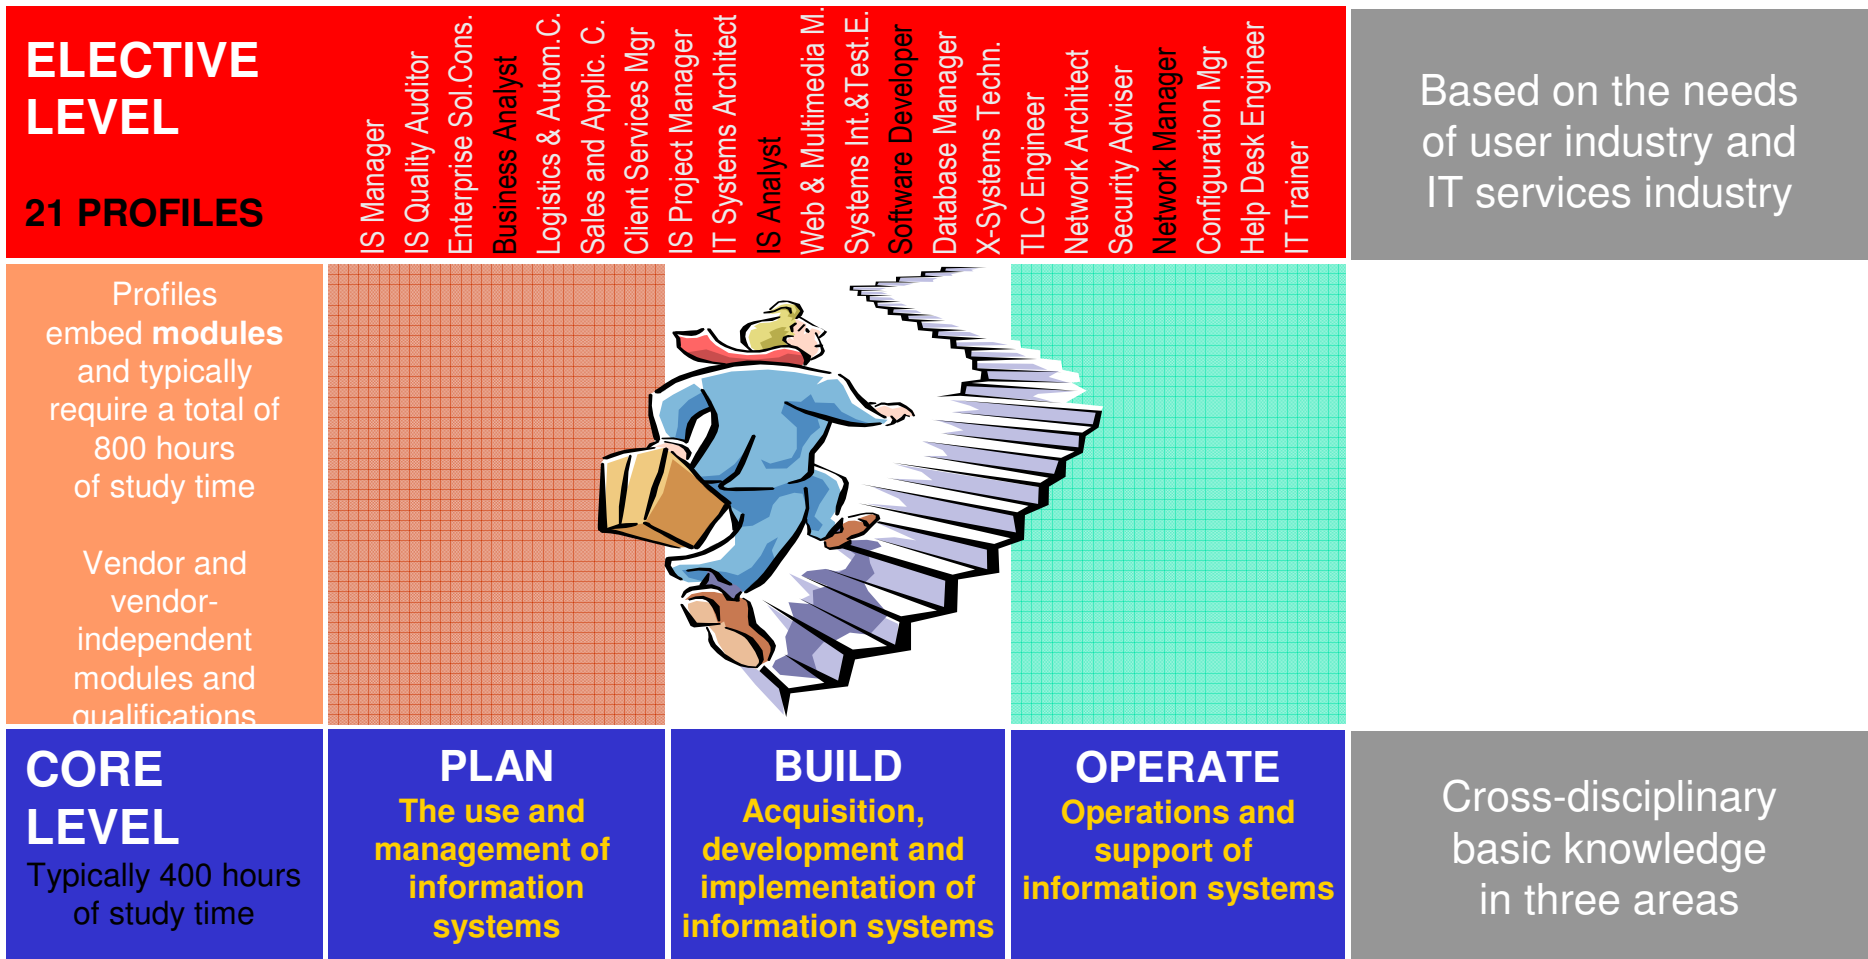 ELECTIVE
LEVEL
21 PROFILES
IS Manager
IS Quality Auditor
Enterprise Sol.Cons.
Business Analyst
Logistics & Autom.C.
Sales and Applic. C.
Client Services Mgr
IS Project Manager
IT Systems Architect
IS Analyst
Web & Multimedia M.
Systems Int.&Test.E.
Software Developer
Database Manager
X-Systems Techn.
TLC Engineer
Network Architect
Security Adviser
Network Manager
Configuration Mgr
Help Desk Engineer
IT Trainer
Based on the needs
of user industry and
IT services industry
Profiles
embed modules
and typically
require a total of
800 hours
of study time
Vendor and
vendor-
independent
modules and
qualifications
CORE
LEVEL
Typically 400 hours
of study time
PLAN
The use and
management of
information
systems
BUILD
Acquisition,
development and
implementation of
information systems
OPERATE
Operations and
support of
information systems
Cross-disciplinary
basic knowledge
in three areas